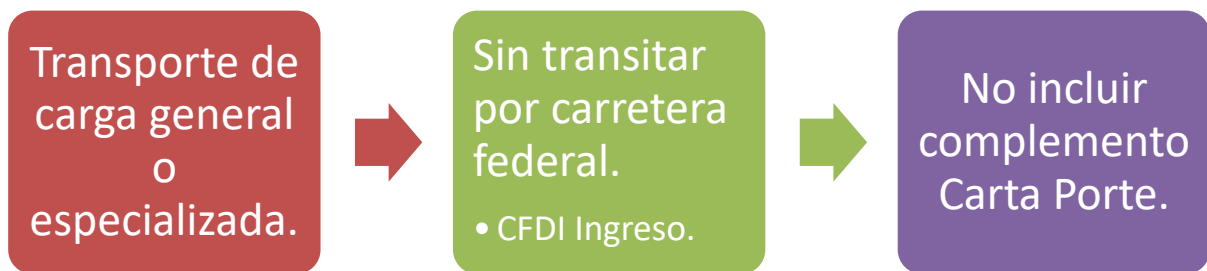 Transporte de
carga general
o
especializada.
Sin transitar
por carretera
federal.
• CFDI Ingreso.
No incluir
complemento
Carta Porte.